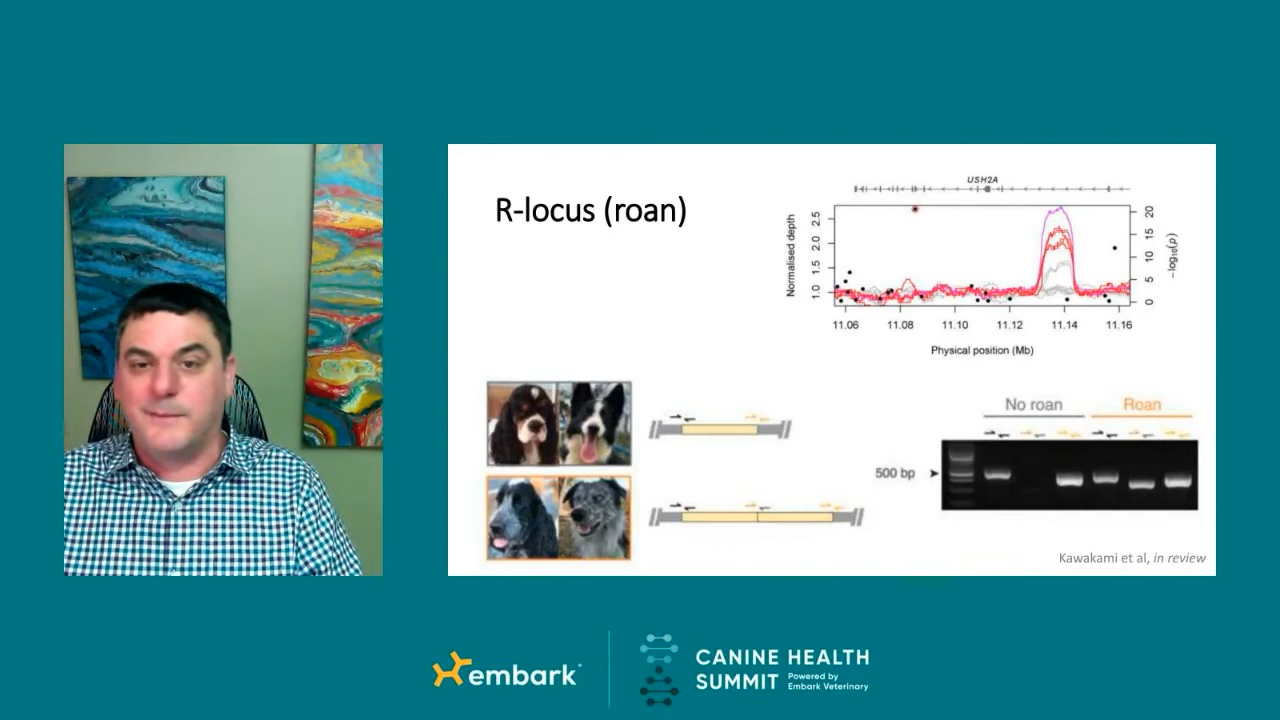 R-locus (roan)
USH2A
Normalised depth
1.0
1.5
2.0
2.5
0
5
10
15
20
−log₁₀(p)
11.06 11.08 11.10 11.12 11.14 11.16
Physical position (Mb)
No roan Roan
500 bp
Kawakami et al, in review
embark
CANINE HEALTH
SUMMIT Powered by
Embark Veterinary